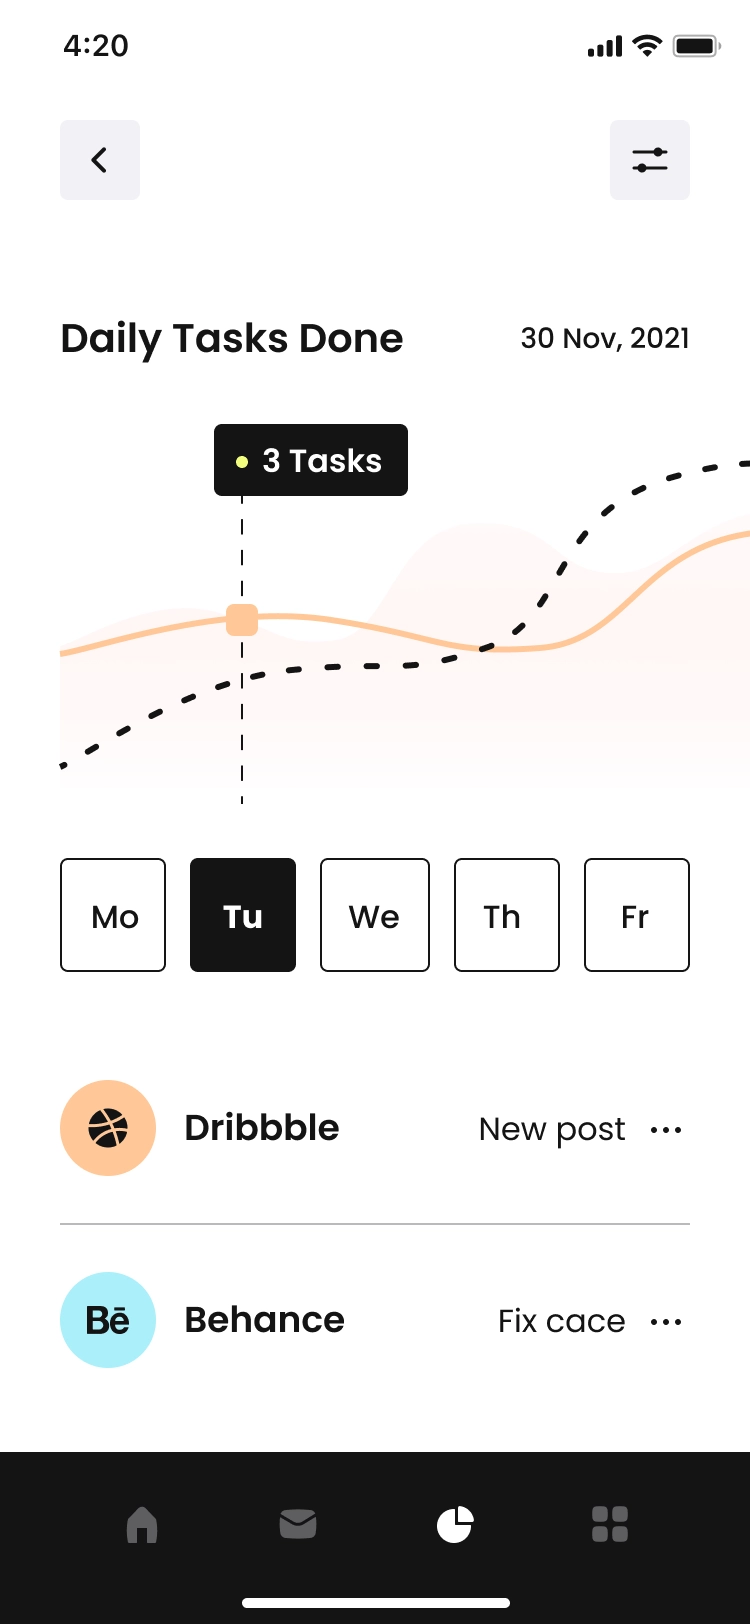 4:20
Daily Tasks Done
30 Nov, 2021
3 Tasks
Mo
Tu
We
Th
Fr
Dribbble
New post
Bē
Behance
Fix cace